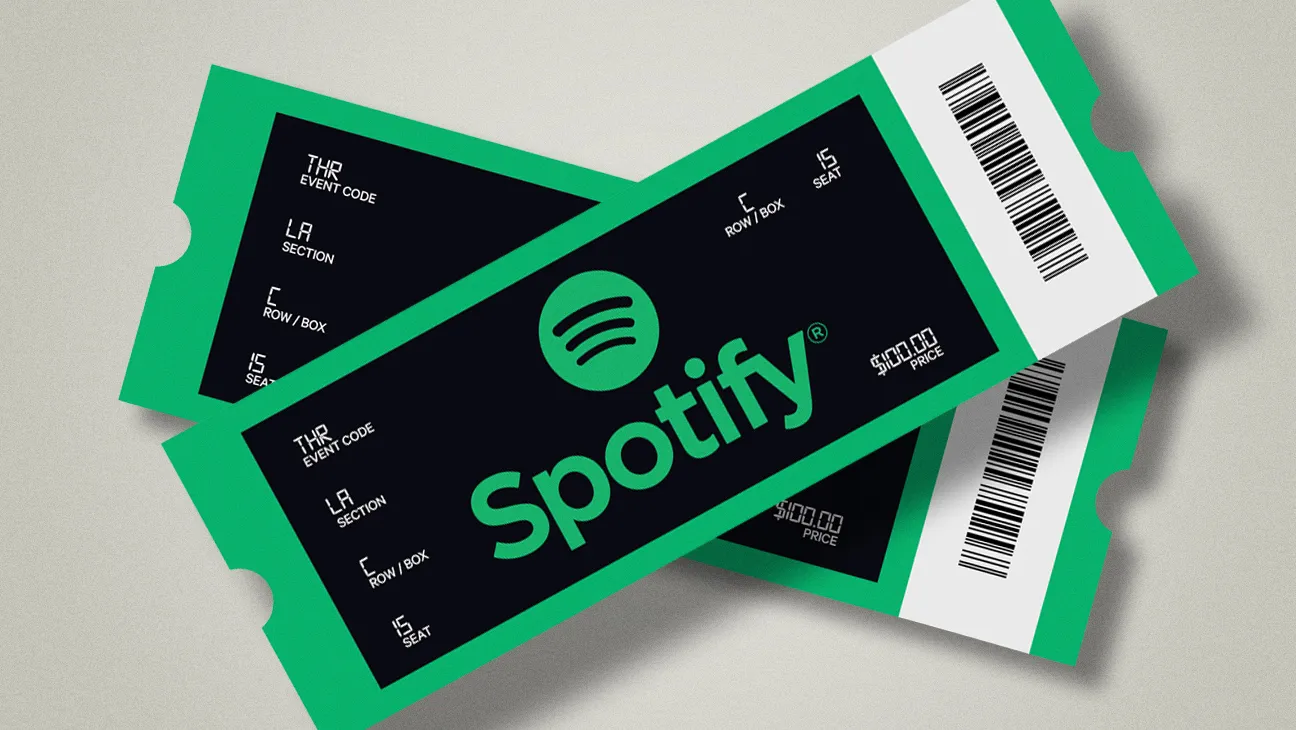 THR
EVENT CODE
LA
SECTION
C
ROW / BOX
15
SEAT
$100.00
PRICE
C
ROW / BOX
15
SEAT
Spotify®
THR
EVENT CODE
LA
SECTION
C
ROW / BOX
15
SEAT
$100.00
PRICE